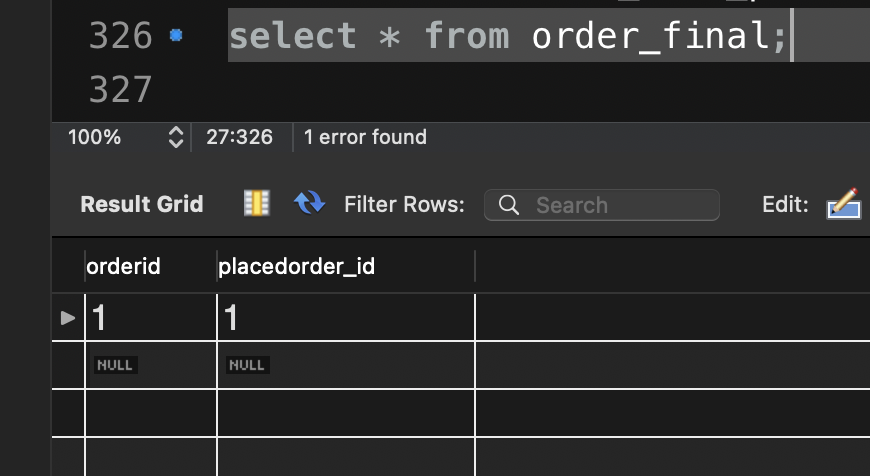 326 select * from order_final;
327
100% 27:326 1 error found
Result Grid Filter Rows: Search Edit:
orderid placedorder_id
1 1
NULL NULL